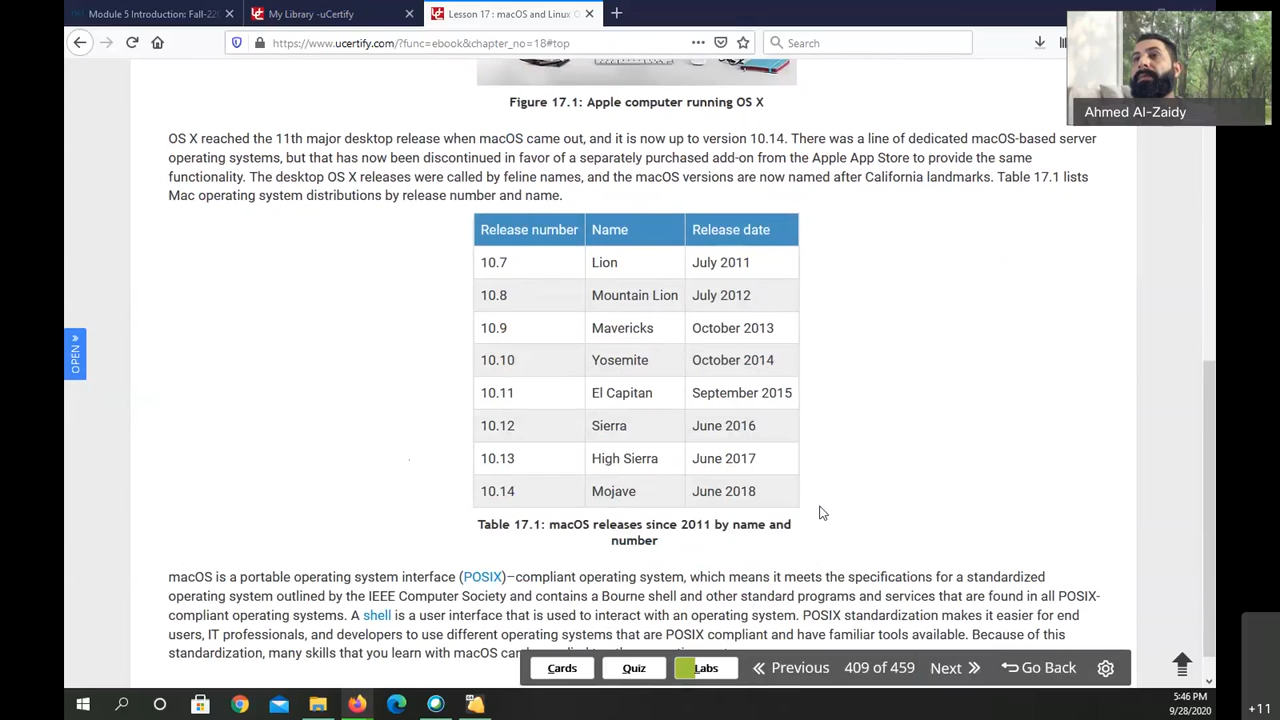 Module 5 Introduction: Fall-22
My Library -uCertify
Lesson 17 : macOS and Linux O
https://www.ucertify.com/?func=ebook&chapter_no=18#top
Search
Ahmed Al-Zaidy
Figure 17.1: Apple computer running OS X
OS X reached the 11th major desktop release when macOS came out, and it is now up to version 10.14. There was a line of dedicated macOS-based server
operating systems, but that has now been discontinued in favor of a separately purchased add-on from the Apple App Store to provide the same
functionality. The desktop OS X releases were called by feline names, and the macOS versions are now named after California landmarks. Table 17.1 lists
Mac operating system distributions by release number and name.
Release number Name Release date
10.7 Lion July 2011
10.8 Mountain Lion July 2012
10.9 Mavericks October 2013
10.10 Yosemite October 2014
10.11 El Capitan September 2015
10.12 Sierra June 2016
10.13 High Sierra June 2017
10.14 Mojave June 2018
OPEN
Table 17.1: macOS releases since 2011 by name and
number
macOS is a portable operating system interface (POSIX)–compliant operating system, which means it meets the specifications for a standardized
operating system outlined by the IEEE Computer Society and contains a Bourne shell and other standard programs and services that are found in all POSIX-
compliant operating systems. A shell is a user interface that is used to interact with an operating system. POSIX standardization makes it easier for end
users, IT professionals, and developers to use different operating systems that are POSIX compliant and have familiar tools available. Because of this
standardization, many skills that you learn with macOS can
Cards Quiz Labs Previous 409 of 459 Next Go Back
5:46 PM
9/28/2020
+11